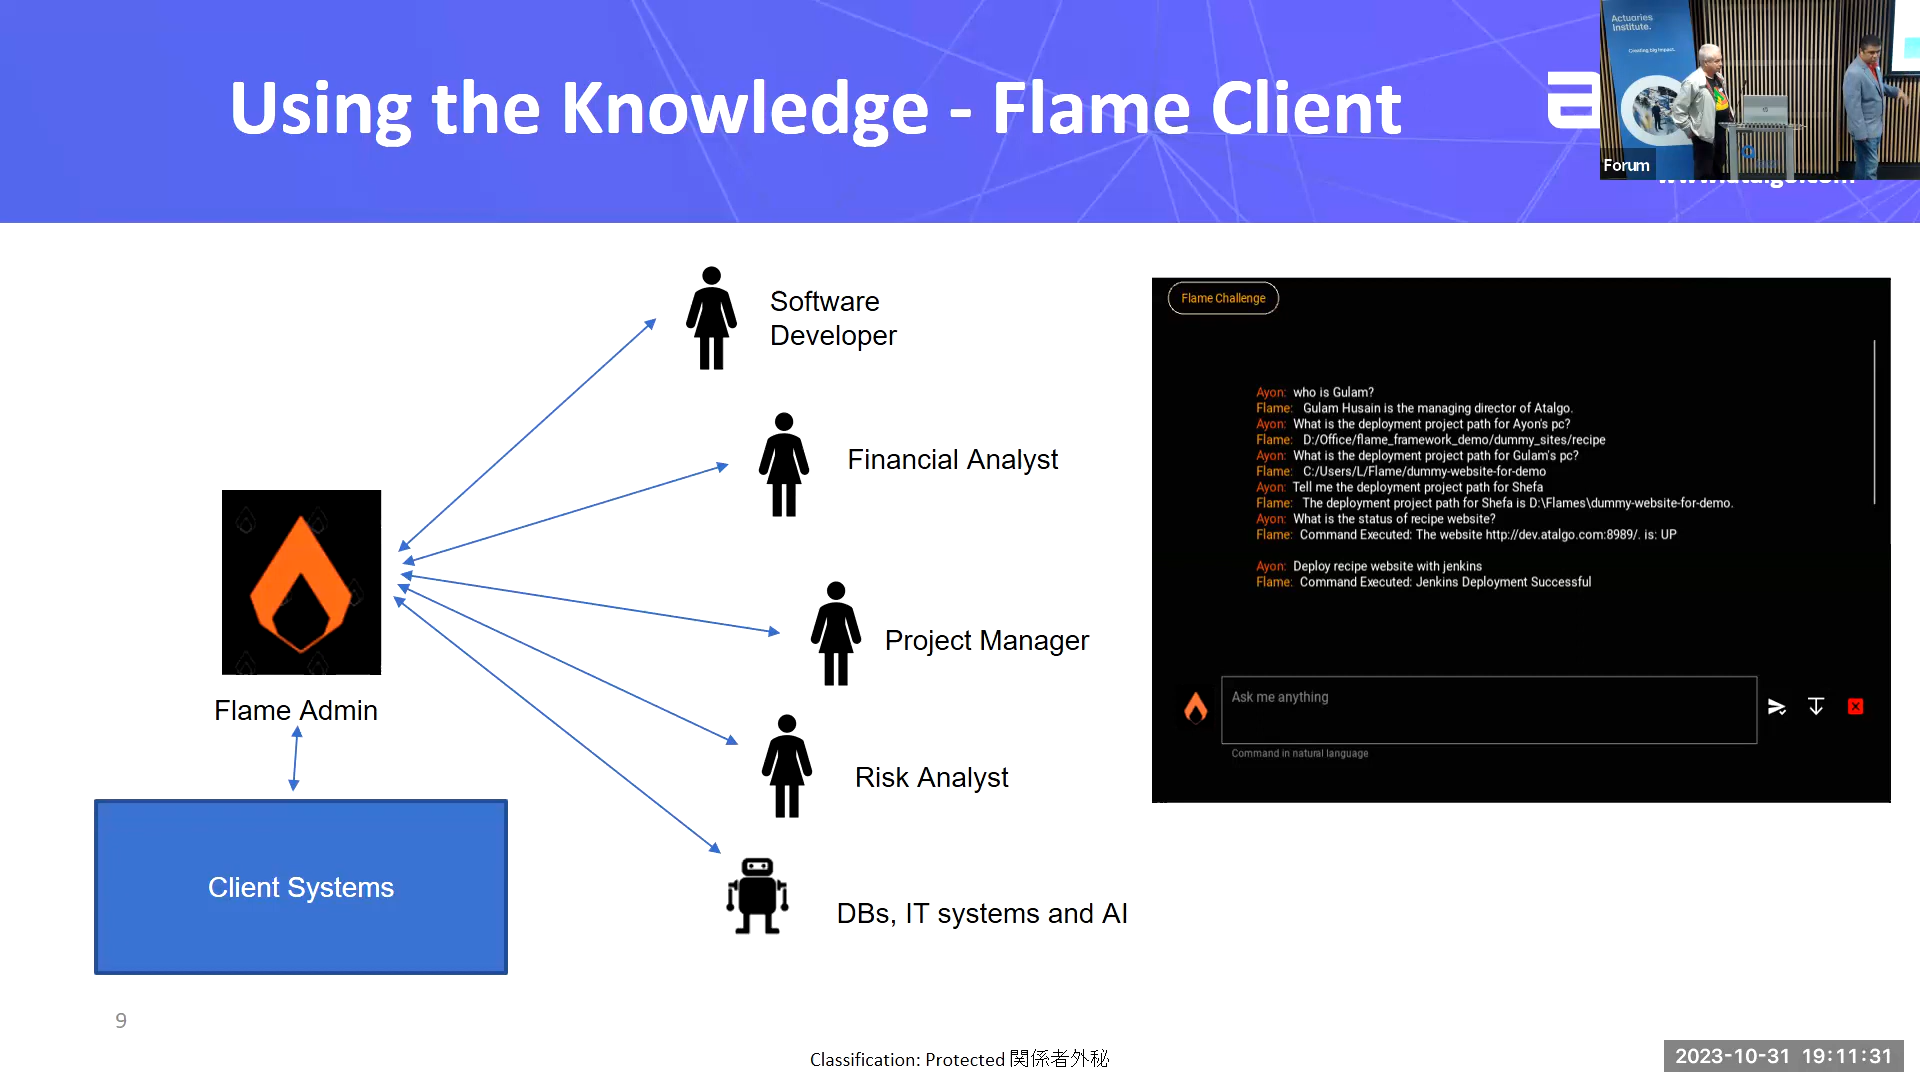 Using the Knowledge - Flame Client
Actuaries
Institute.
Creating big impact.
Forum
Software
Developer
Financial Analyst
Project Manager
Risk Analyst
DBs, IT systems and AI
Flame Admin
Client Systems
Flame Challenge
Ayon: who is Gulam?
Flame: Gulam Husain is the managing director of Atalgo.
Ayon: What is the deployment project path for Ayon's pc?
Flame: D:/Office/flame_framework_demo/dummy_sites/recipe
Ayon: What is the deployment project path for Gulam's pc?
Flame: C:/Users/L/Flame/dummy-website-for-demo
Ayon: Tell me the deployment project path for Shefa
Flame: The deployment project path for Shefa is D:\Flames\dummy-website-for-demo.
Ayon: What is the status of recipe website?
Flame: Command Executed: The website http://dev.atalgo.com:8989/. is: UP
Ayon: Deploy recipe website with jenkins
Flame: Command Executed: Jenkins Deployment Successful
Ask me anything
Command in natural language
9
Classification: Protected 関係者外秘
2023-10-31 19:11:31